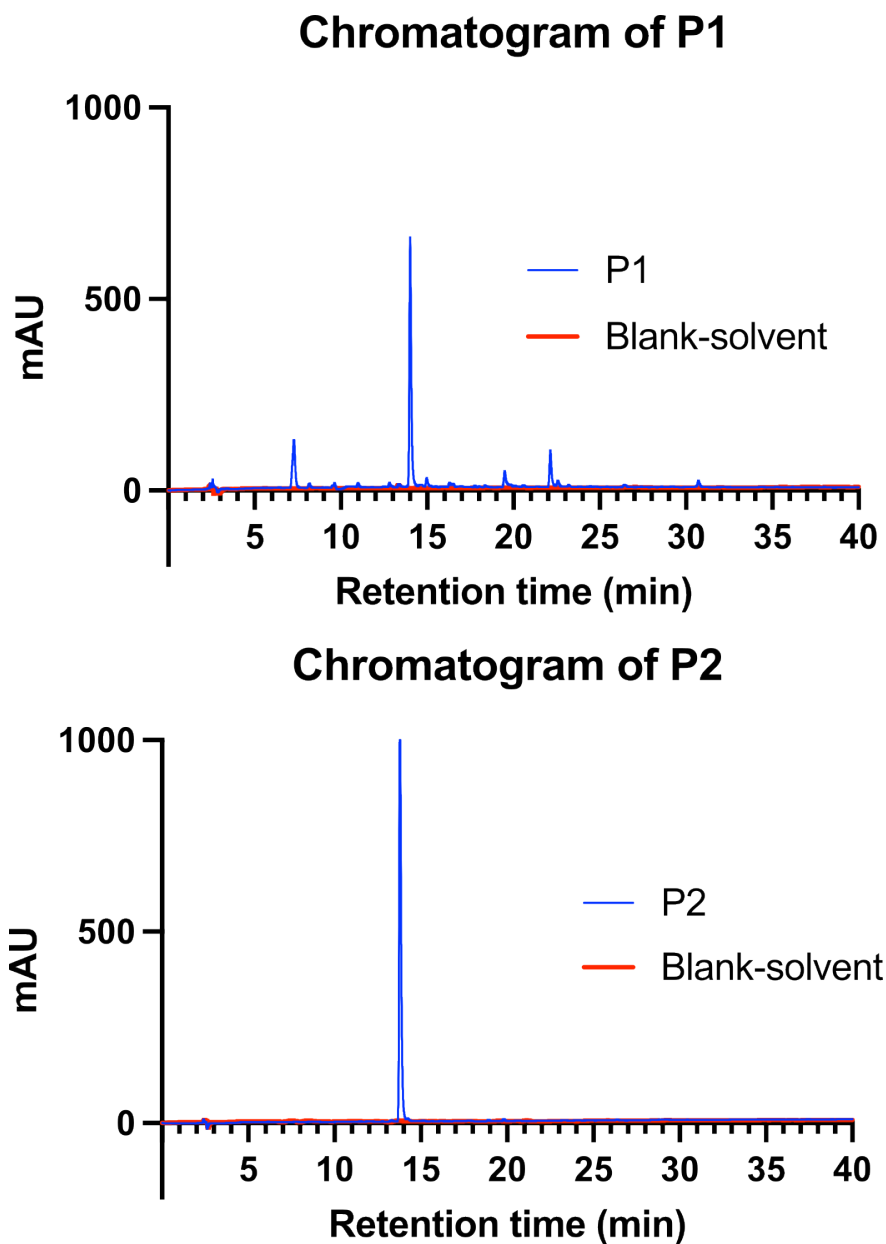 Chromatogram of P1
1000
500
0
mAU
P1
Blank-solvent
5 10 15 20 25 30 35 40
Retention time (min)
Chromatogram of P2
1000
500
0
mAU
P2
Blank-solvent
5 10 15 20 25 30 35 40
Retention time (min)